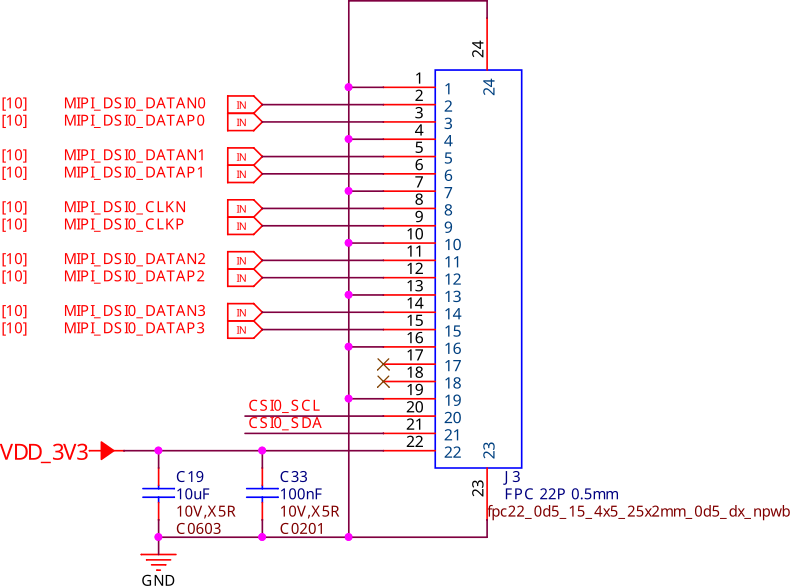 24
24
1 1
[10] MIPI_DSI0_DATAN0 IN 2 2
[10] MIPI_DSI0_DATAP0 IN 3 3
4 4
[10] MIPI_DSI0_DATAN1 IN 5 5
[10] MIPI_DSI0_DATAP1 IN 6 6
7 7
[10] MIPI_DSI0_CLKN IN 8 8
[10] MIPI_DSI0_CLKP IN 9 9
10 10
[10] MIPI_DSI0_DATAN2 IN 11 11
[10] MIPI_DSI0_DATAP2 IN 12 12
13 13
[10] MIPI_DSI0_DATAN3 IN 14 14
[10] MIPI_DSI0_DATAP3 IN 15 15
16 16
17 17
18 18
19 19
CSI0_SCL 20 20
CSI0_SDA 21 21
VDD_3V3 22 22
23
23
C19
10uF
10V,X5R
C0603
C33
100nF
10V,X5R
C0201
J3
FPC 22P 0.5mm
fpc22_0d5_15_4x5_25x2mm_0d5_dx_npwb
GND